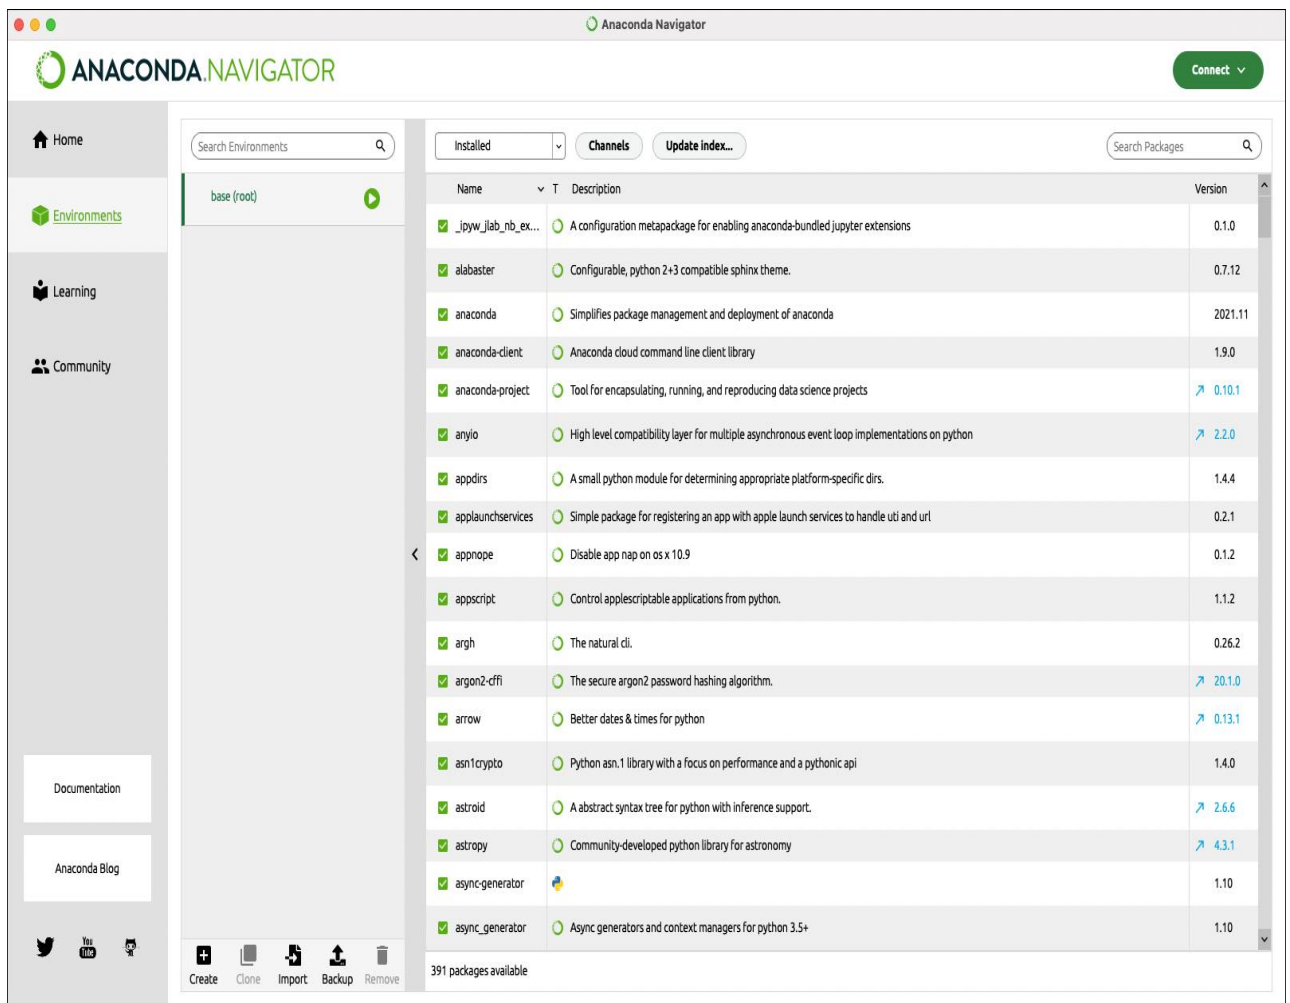 Anaconda Navigator
ANACONDA.NAVIGATOR
Connect
Home
Environments
Learning
Community
Documentation
Anaconda Blog
You
Tube
Search Environments
base (root)
Create Clone Import Backup Remove
Installed Channels Update index... Search Packages
Name T Description Version
_ipyw_jlab_nb_ex... A configuration metapackage for enabling anaconda-bundled jupyter extensions 0.1.0
alabaster Configurable, python 2+3 compatible sphinx theme. 0.7.12
anaconda Simplifies package management and deployment of anaconda 2021.11
anaconda-client Anaconda cloud command line client library 1.9.0
anaconda-project Tool for encapsulating, running, and reproducing data science projects 0.10.1
anyio High level compatibility layer for multiple asynchronous event loop implementations on python 2.2.0
appdirs A small python module for determining appropriate platform-specific dirs. 1.4.4
applaunchservices Simple package for registering an app with apple launch services to handle uti and url 0.2.1
appnope Disable app nap on os x 10.9 0.1.2
appscript Control applescriptable applications from python. 1.1.2
argh The natural cli. 0.26.2
argon2-cffi The secure argon2 password hashing algorithm. 20.1.0
arrow Better dates & times for python 0.13.1
asn1crypto Python asn.1 library with a focus on performance and a pythonic api 1.4.0
astroid A abstract syntax tree for python with inference support. 2.6.6
astropy Community-developed python library for astronomy 4.3.1
async-generator 1.10
async_generator Async generators and context managers for python 3.5+ 1.10
391 packages available